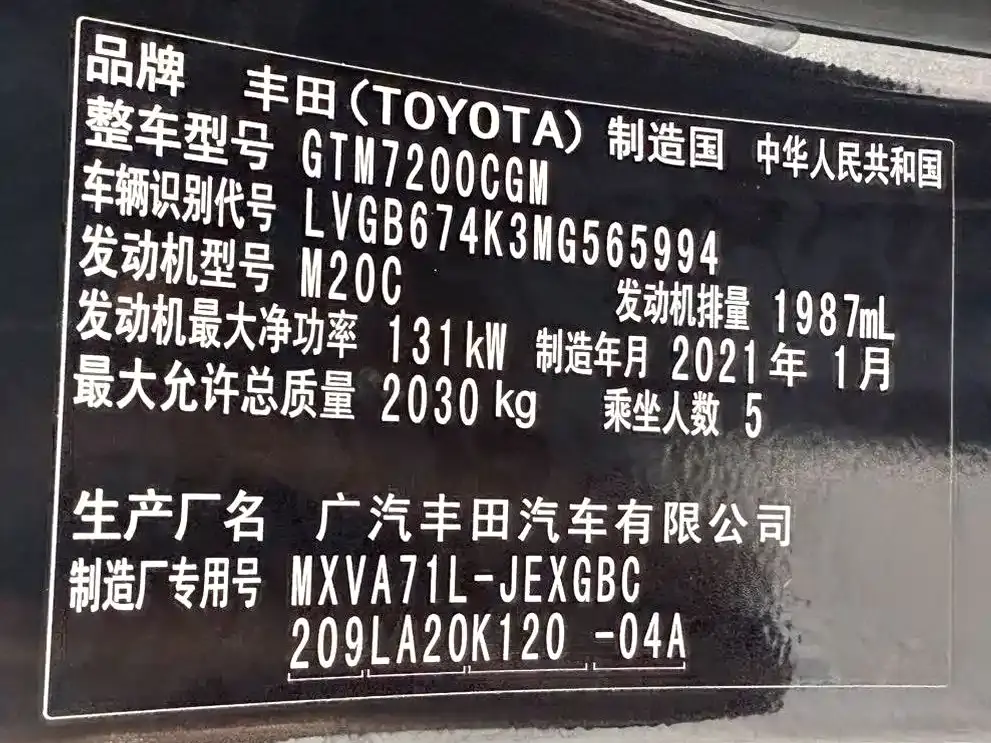 品牌 丰田(TOYOTA) 制造国 中华人民共和国
整车型号 GTM7200CGM
车辆识别代号 LVGB674K3MG565994
发动机型号 M20C 发动机排量 1987mL
发动机最大净功率 131kW 制造年月 2021年 1月
最大允许总质量 2030 kg 乘坐人数 5
生产厂名 广汽丰田汽车有限公司
制造厂专用号 MXVA71L-JEXGBC
209LA20K120 -04A